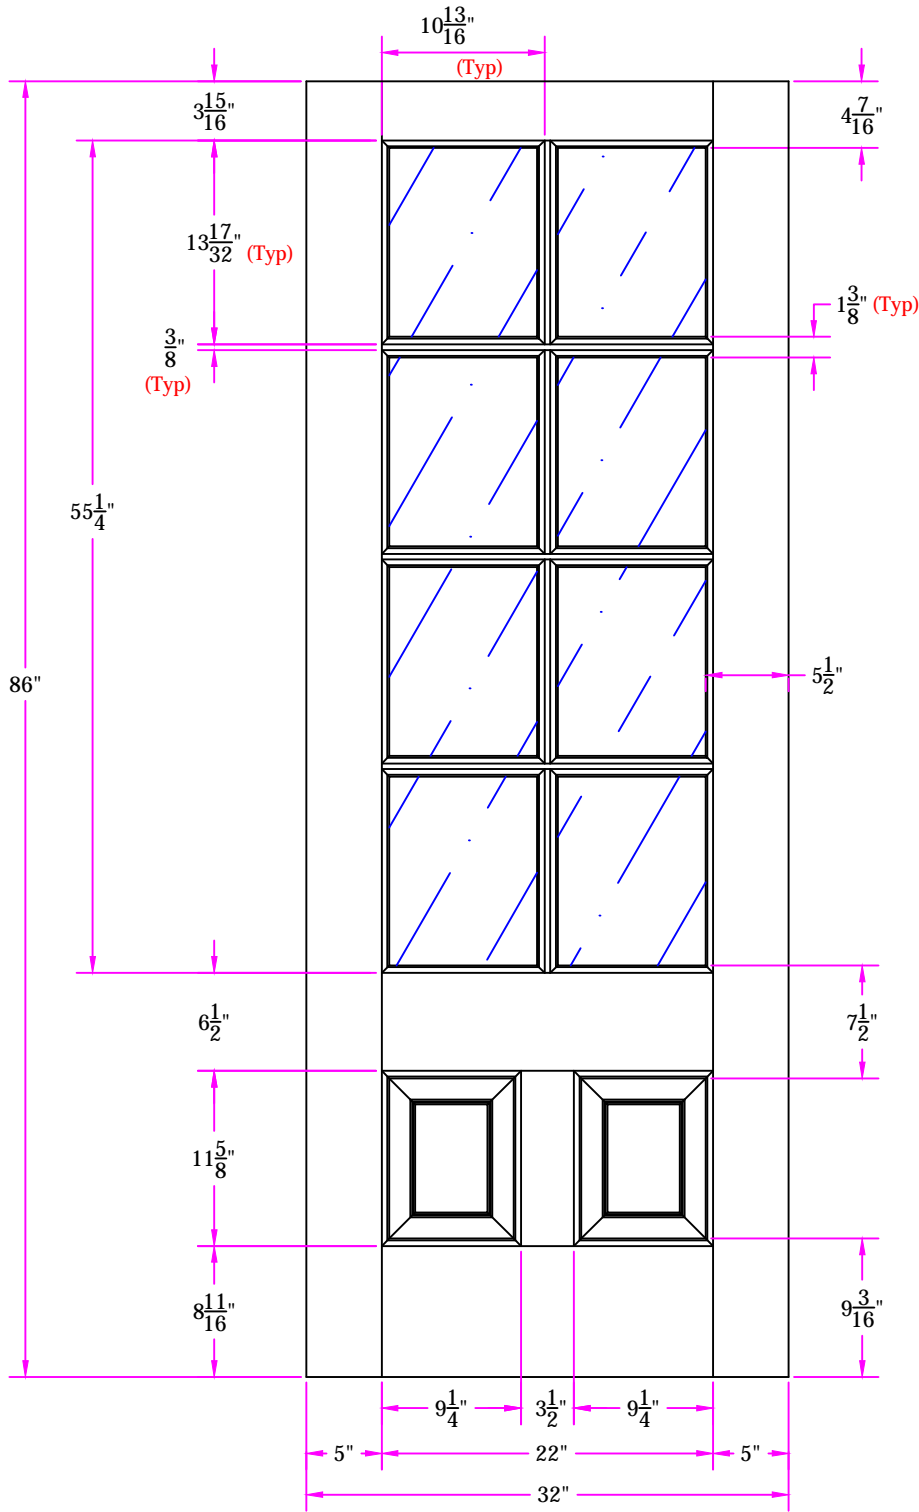 10 13/16"
(Typ)
3 15/16"
4 7/16"
13 17/32" (Typ)
1 3/8" (Typ)
3/8"
(Typ)
55 1/4"
86"
5 1/2"
6 1/2"
7 1/2"
11 5/8"
8 11/16"
9 3/16"
9 1/4" 3 1/2" 9 1/4"
5" 22" 5"
32"